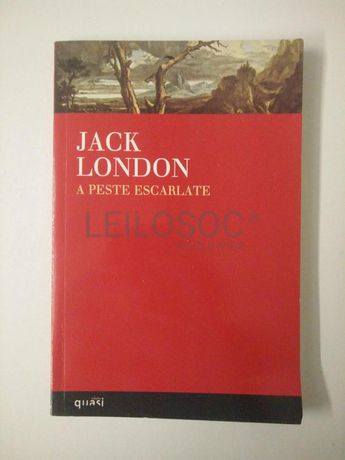 JACK
LONDON
A PESTE ESCARLATE
LEILOSOC
quasi